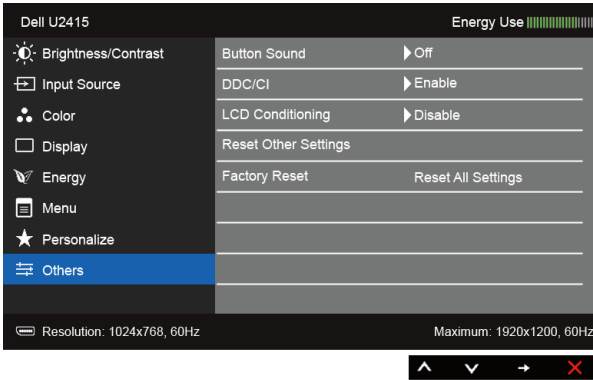 Dell U2415 Energy Use
Brightness/Contrast Button Sound Off
Input Source DDC/CI Enable
Color LCD Conditioning Disable
Display Reset Other Settings
Energy Factory Reset Reset All Settings
Menu
Personalize
Others
Resolution: 1024x768, 60Hz Maximum: 1920x1200, 60Hz